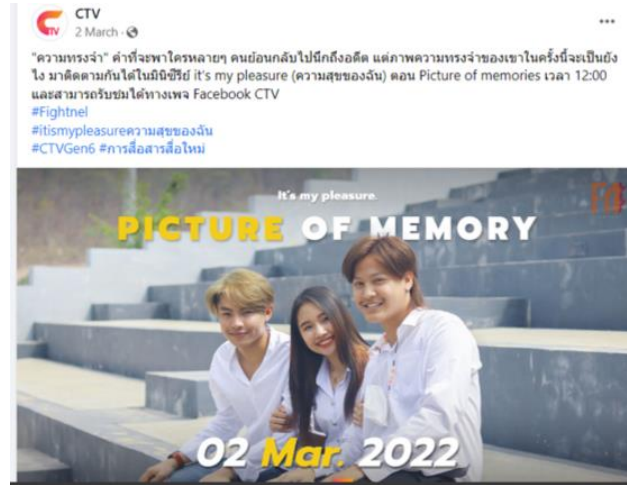 CTV
2 March
"ความทรงจำ" คำที่จะพาใครหลายๆ คนย้อนกลับไปนึกถึงอดีต แต่ภาพความทรงจำของเขาในครั้งนี้จะเป็นยัง
ไง มาติดตามกันได้ในมินิซีรีย์ it's my pleasure (ความสุขของฉัน) ตอน Picture of memories เวลา 12:00
และสามารถรับชมได้ทางเพจ Facebook CTV
#Fightnel
#itismypleasureความสุขของฉัน
#CTVGen6 #การสื่อสารสื่อใหม่
It's my pleasure.
PICTURE OF MEMORY
02 Mar. 2022